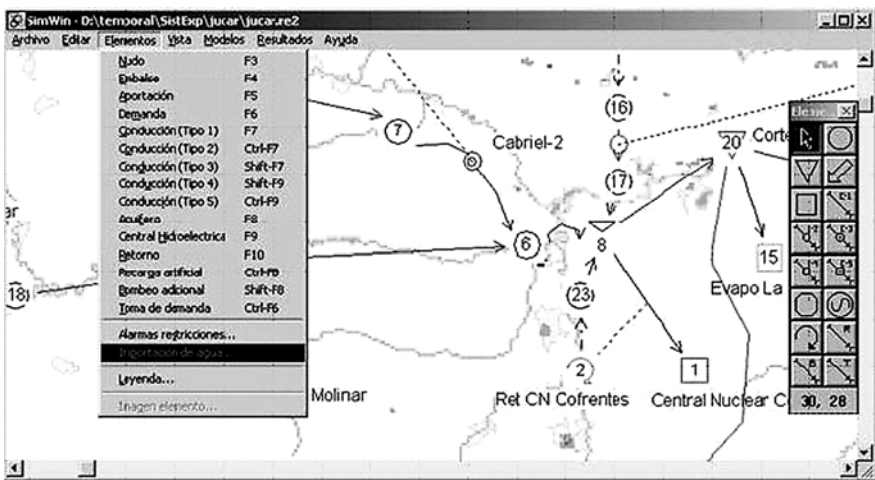 SimWin - D:\temporal\SistExp\jucar\jucar.re2
Archivo Editar Elementos Vista Modelos Resultados Ayuda
Nudo F3
Embalse F4
Aportación F5
Demanda F6
Conducción (Tipo 1) F7
Conducción (Tipo 2) Ctrl-F7
Conducción (Tipo 3) Shift-F7
Conducción (Tipo 4) Shift-F9
Conducción (Tipo 5) Ctrl-F9
Acuífero F8
Central Hidroelectrica F9
Retorno F10
Recarga artificial Ctrl-F8
Bombeo adicional Shift-F8
Toma de demanda Ctrl-F6
Alarmas restricciones...
Importación de agua...
Leyenda...
Imagen elemento...
16
7
Cabriel-2
20
Corte
17
6
8
15
18
23
Evapo La
2
1
Molinar
Ret CN Cofrentes
Central Nuclear C
Eleme
30, 28